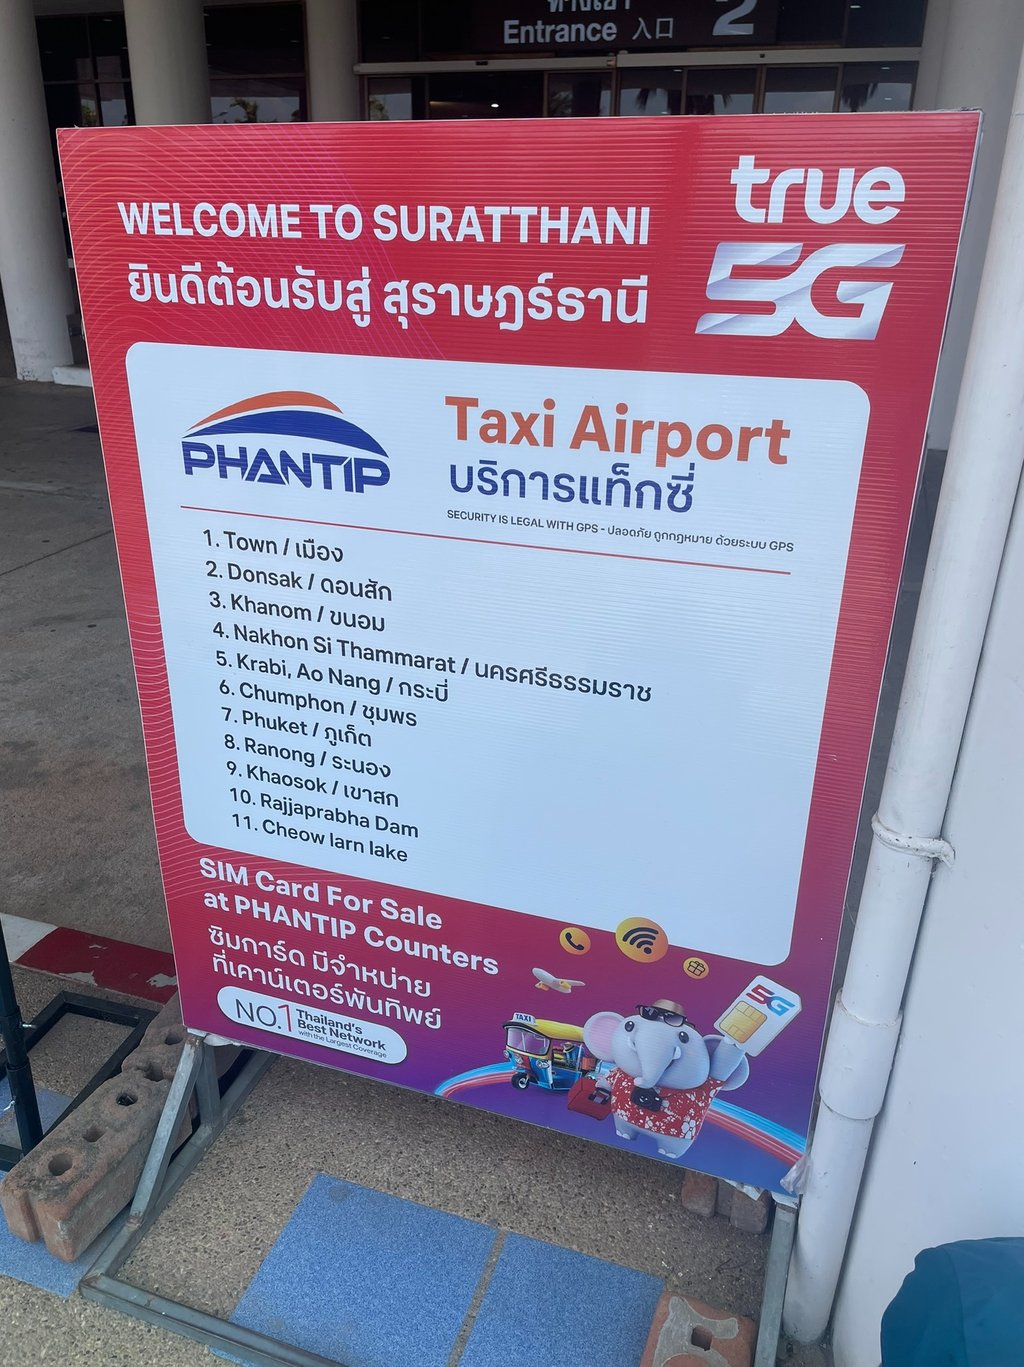 Entrance 入口
2
WELCOME TO SURATTHANI
ยินดีต้อนรับสู่ สุราษฎร์ธานี
true
5G
PHANTIP
Taxi Airport
บริการแท็กซี่
SECURITY IS LEGAL WITH GPS - ปลอดภัย ถูกกฎหมาย ด้วยระบบ GPS
1. Town / เมือง
2. Donsak / ดอนสัก
3. Khanom / ขนอม
4. Nakhon Si Thammarat / นครศรีธรรมราช
5. Krabi, Ao Nang / กระบี่
6. Chumphon / ชุมพร
7. Phuket / ภูเก็ต
8. Ranong / ระนอง
9. Khaosok / เขาสก
10. Rajjaprabha Dam
11. Cheow larn lake
SIM Card For Sale
at PHANTIP Counters
ซิมการ์ด มีจำหน่าย
ที่เคาน์เตอร์พันทิพย์
NO.1 Thailand's
Best Network
with the Largest Coverage
TAXI
5G